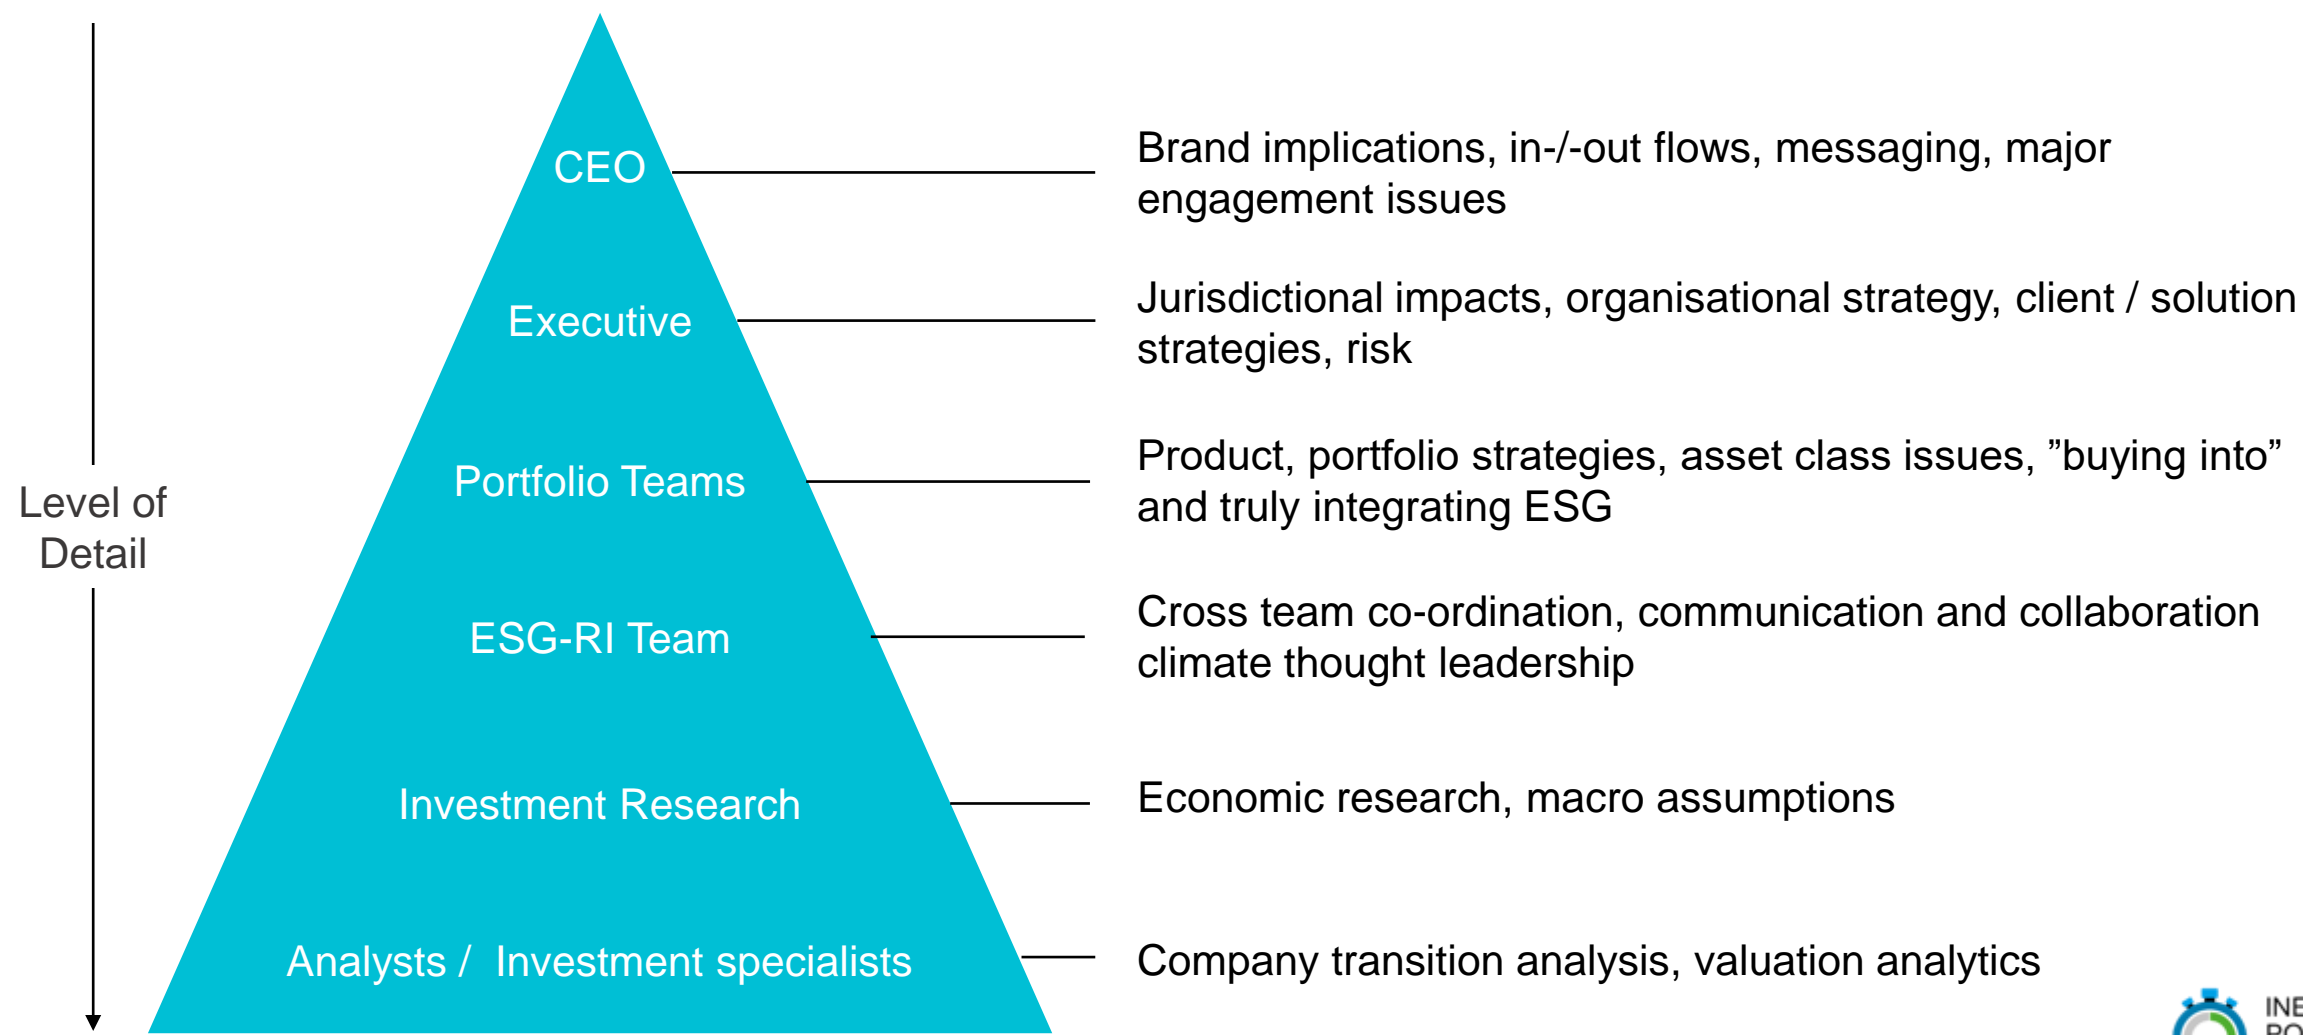 CEO
Brand implications, in-/-out flows, messaging, major
engagement issues
Executive
Jurisdictional impacts, organisational strategy, client / solution
strategies, risk
Level of
Detail
Portfolio Teams
Product, portfolio strategies, asset class issues, ”buying into”
and truly integrating ESG
ESG-RI Team
Cross team co-ordination, communication and collaboration
climate thought leadership
Investment Research
Economic research, macro assumptions
Analysts /  Investment specialists
Company transition analysis, valuation analytics